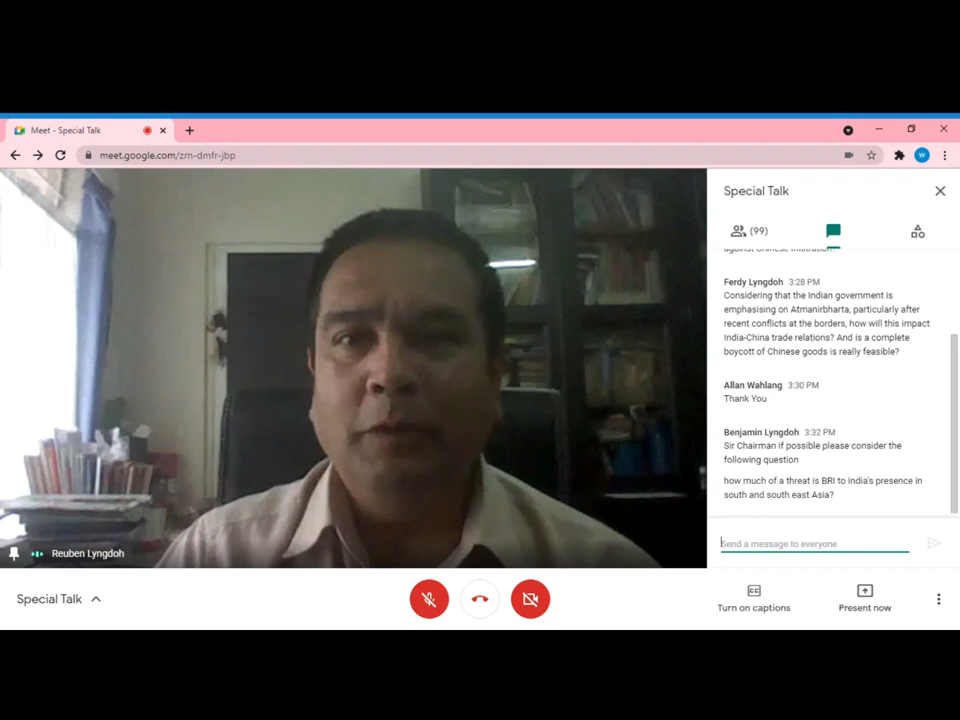 Meet - Special Talk
meet.google.com/zrn-dmfr-jbp
W
Special Talk
(99)
against Chinese infiltration?
Ferdy Lyngdoh 3:28 PM
Considering that the Indian government is
emphasising on Atmanirbharta, particularly after
recent conflicts at the borders, how will this impact
India-China trade relations? And is a complete
boycott of Chinese goods is really feasible?
Allan Wahlang 3:30 PM
Thank You
Benjamin Lyngdoh 3:32 PM
Sir Chairman if possible please consider the
following question
how much of a threat is BRI to India's presence in
south and south east Asia?
Send a message to everyone
Reuben Lyngdoh
Special Talk
CC
Turn on captions
Present now